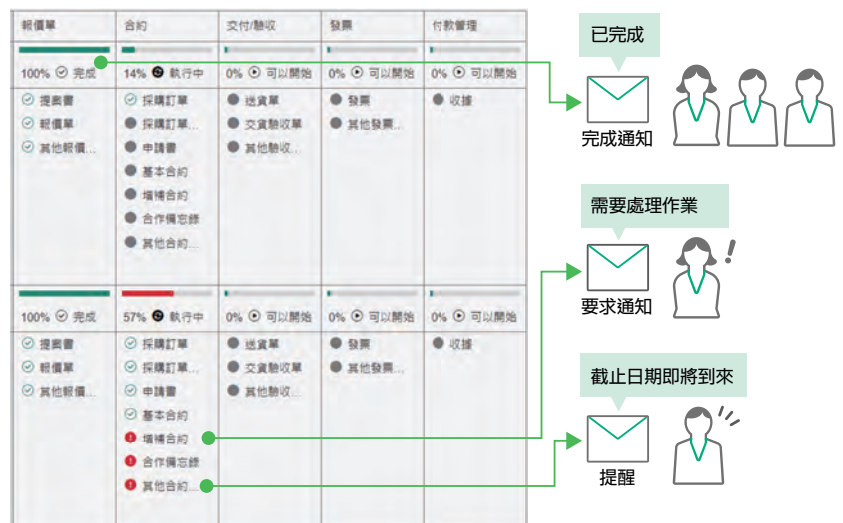 報價單 合約 交付/驗收 發票 付款管理
100% 完成 14% 執行中 0% 可以開始 0% 可以開始 0% 可以開始
提案書 採購訂單 送貨單 發票 收據
報價單 採購訂單... 交貨驗收單 其他發票...
其他報價... 申請書 其他驗收...
基本合約
增補合約
合作備忘錄
其他合約...
100% 完成 57% 執行中 0% 可以開始 0% 可以開始 0% 可以開始
提案書 採購訂單 送貨單 發票 收據
報價單 採購訂單... 交貨驗收單 其他發票...
其他報價... 申請書 其他驗收...
基本合約
增補合約
合作備忘錄
其他合約...
已完成
完成通知
需要處理作業
要求通知
截止日期即將到來
提醒